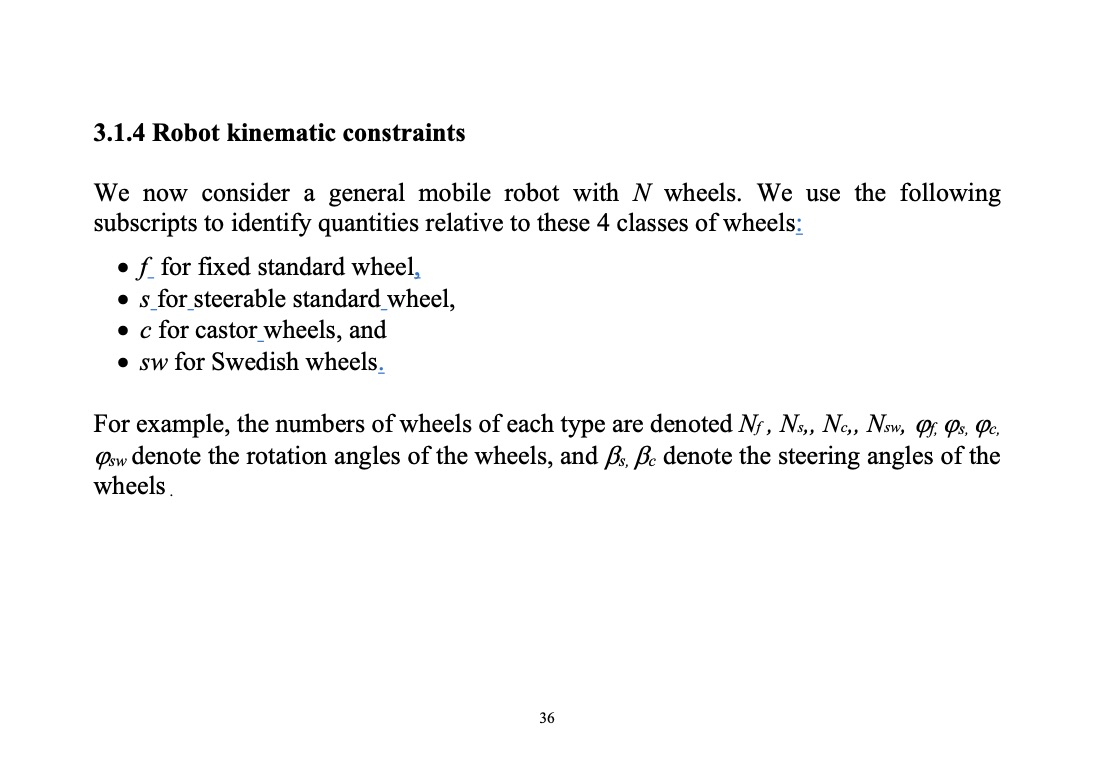 3.1.4 Robot kinematic constraints
We now consider a general mobile robot with N wheels. We use the following
subscripts to identify quantities relative to these 4 classes of wheels:
• f for fixed standard wheel,
• s for steerable standard wheel,
• c for castor wheels, and
• sw for Swedish wheels.
For example, the numbers of wheels of each type are denoted Nf , Ns,, Nc,, Nsw, φf, φs, φc,
φsw denote the rotation angles of the wheels, and βs, βc denote the steering angles of the
wheels .
36